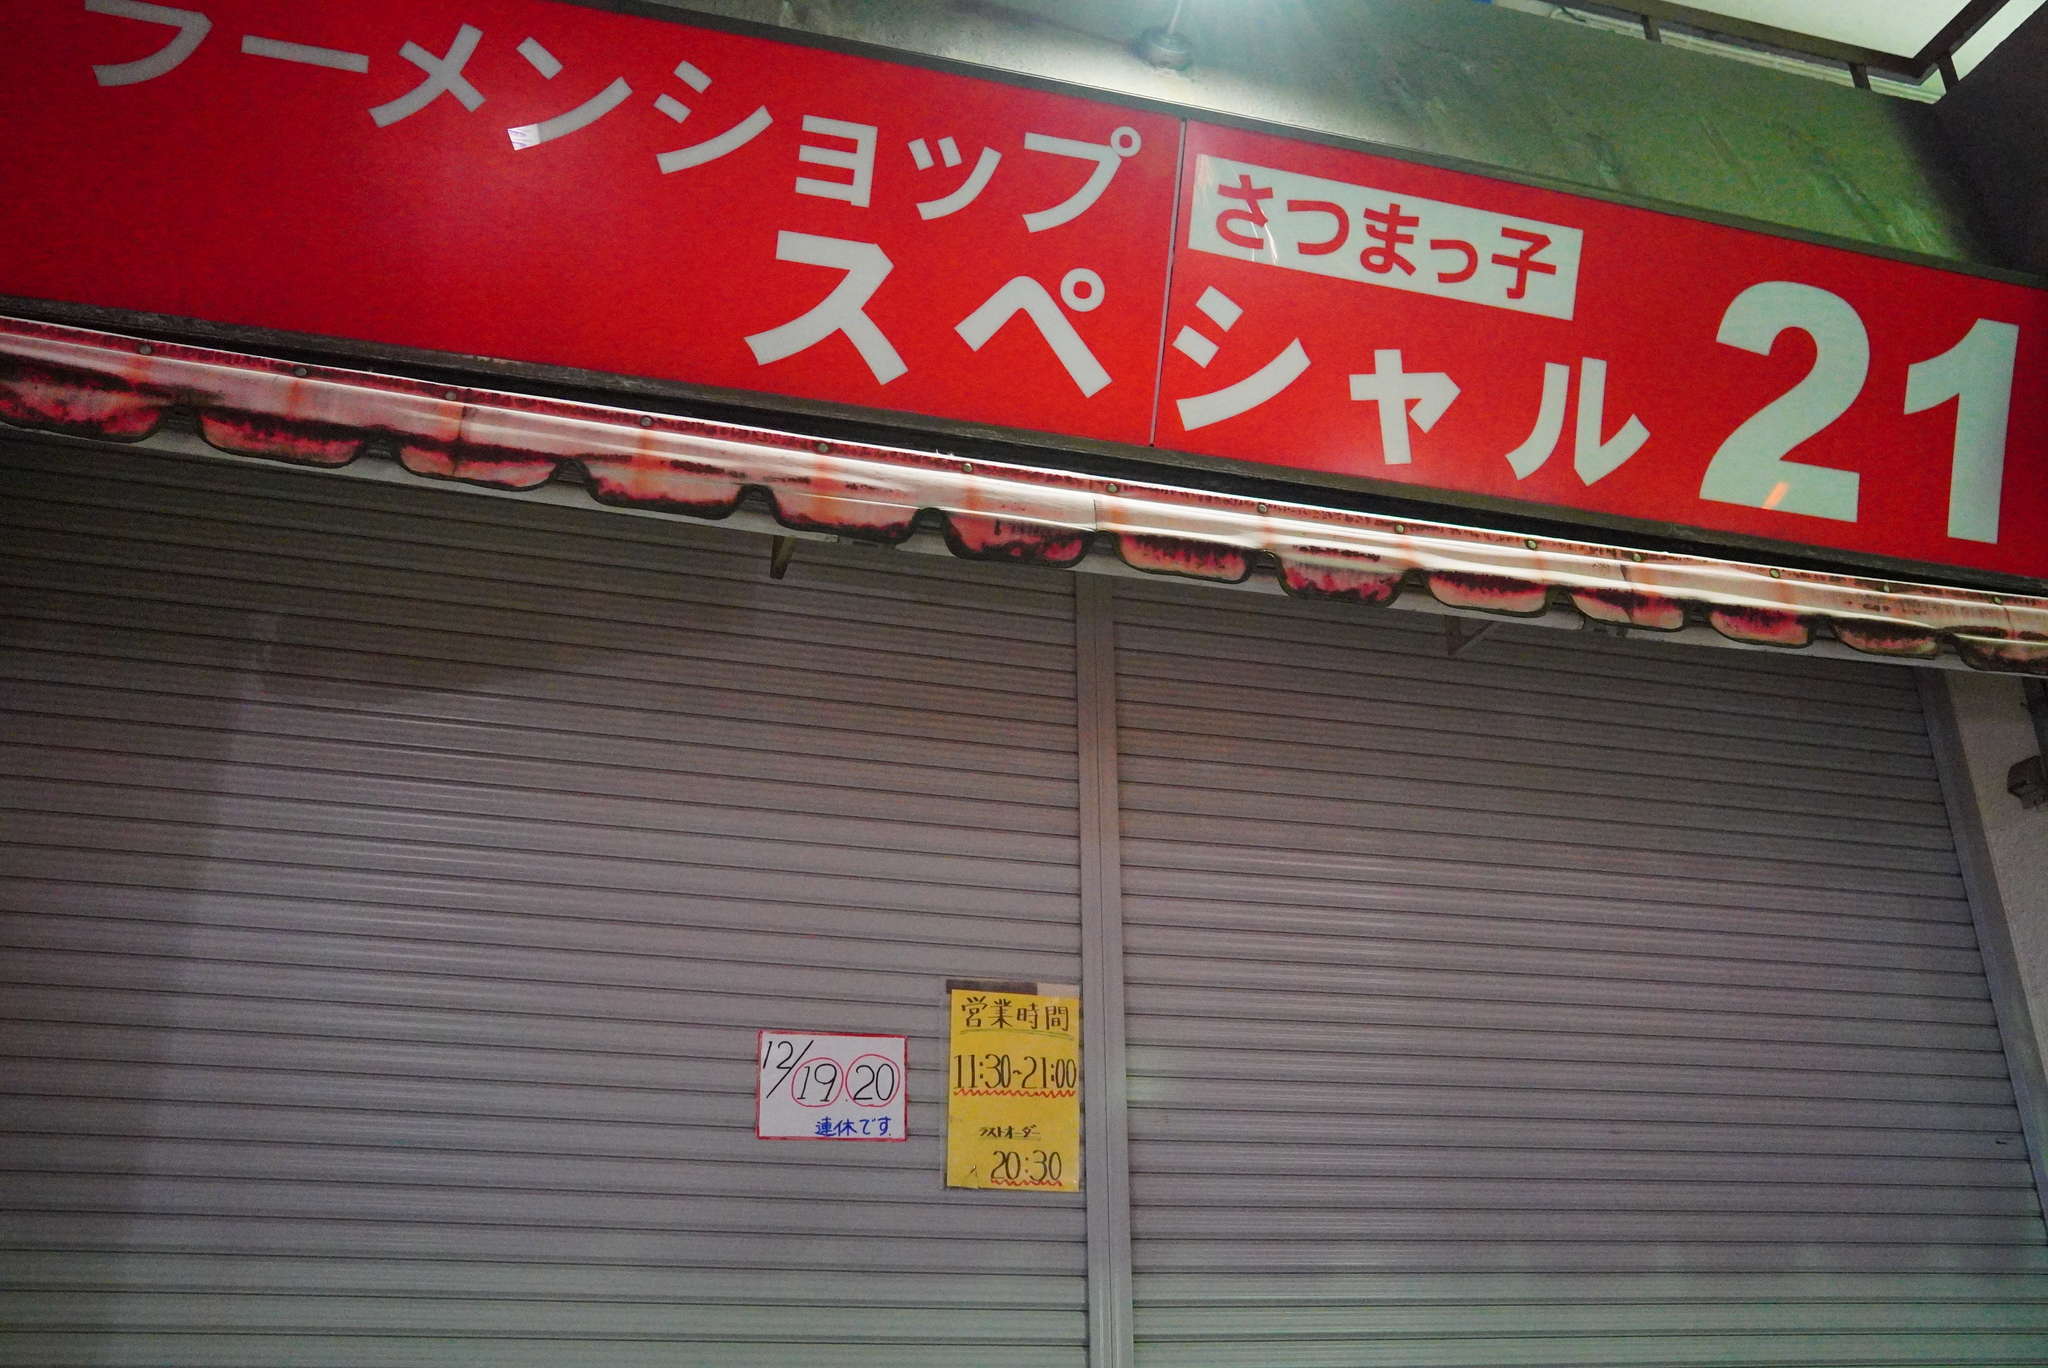 ラーメンショップ
さつまっ子
スペシャル21
営業時間
11:30~21:00
ラストオーダー
20:30
12/19.20
連休です